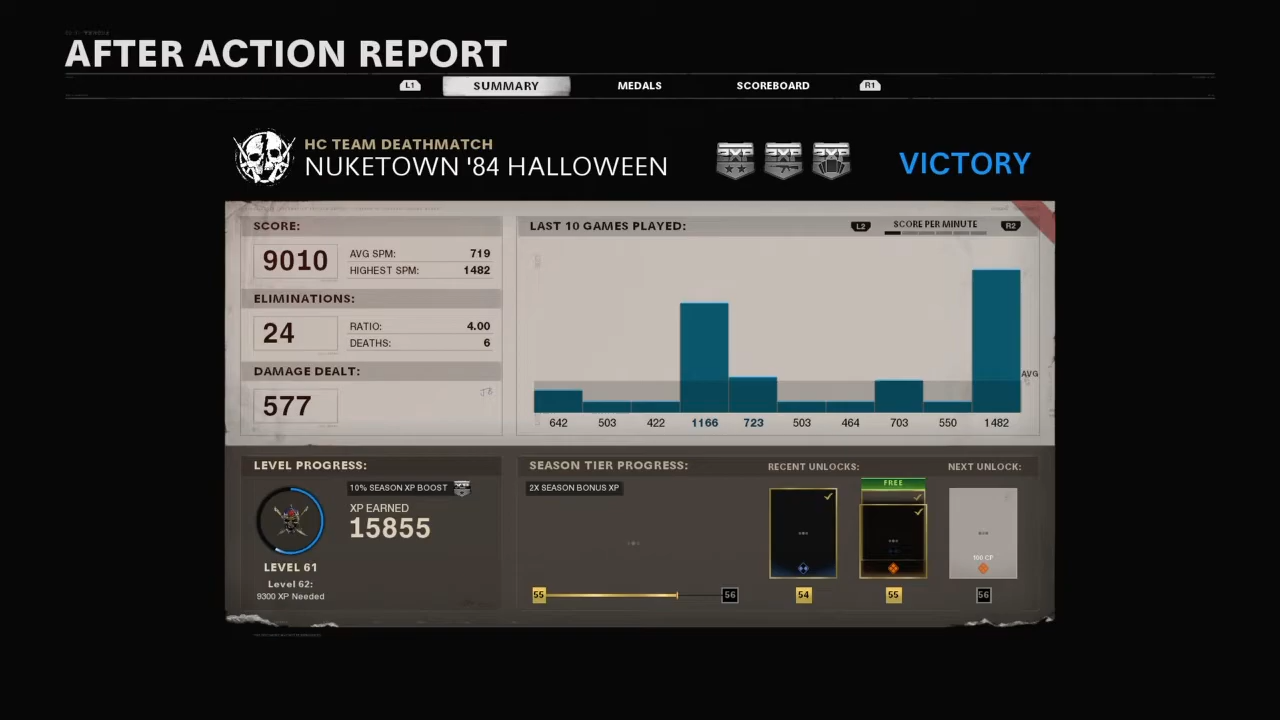 AFTER ACTION REPORT
L1 SUMMARY MEDALS SCOREBOARD R1
HC TEAM DEATHMATCH
NUKETOWN '84 HALLOWEEN
2XP 2XP 2XP
VICTORY
SCORE:
9010
AVG SPM: 719
HIGHEST SPM: 1482
ELIMINATIONS:
24
RATIO: 4.00
DEATHS: 6
DAMAGE DEALT:
577
LAST 10 GAMES PLAYED:
L2 SCORE PER MINUTE R2
AVG
642 503 422 1166 723 503 464 703 550 1482
LEVEL PROGRESS:
10% SEASON XP BOOST
XP EARNED
15855
LEVEL 61
Level 62:
9300 XP Needed
SEASON TIER PROGRESS:
2X SEASON BONUS XP
55 56
RECENT UNLOCKS:
FREE
54 55
NEXT UNLOCK:
100 CP
56